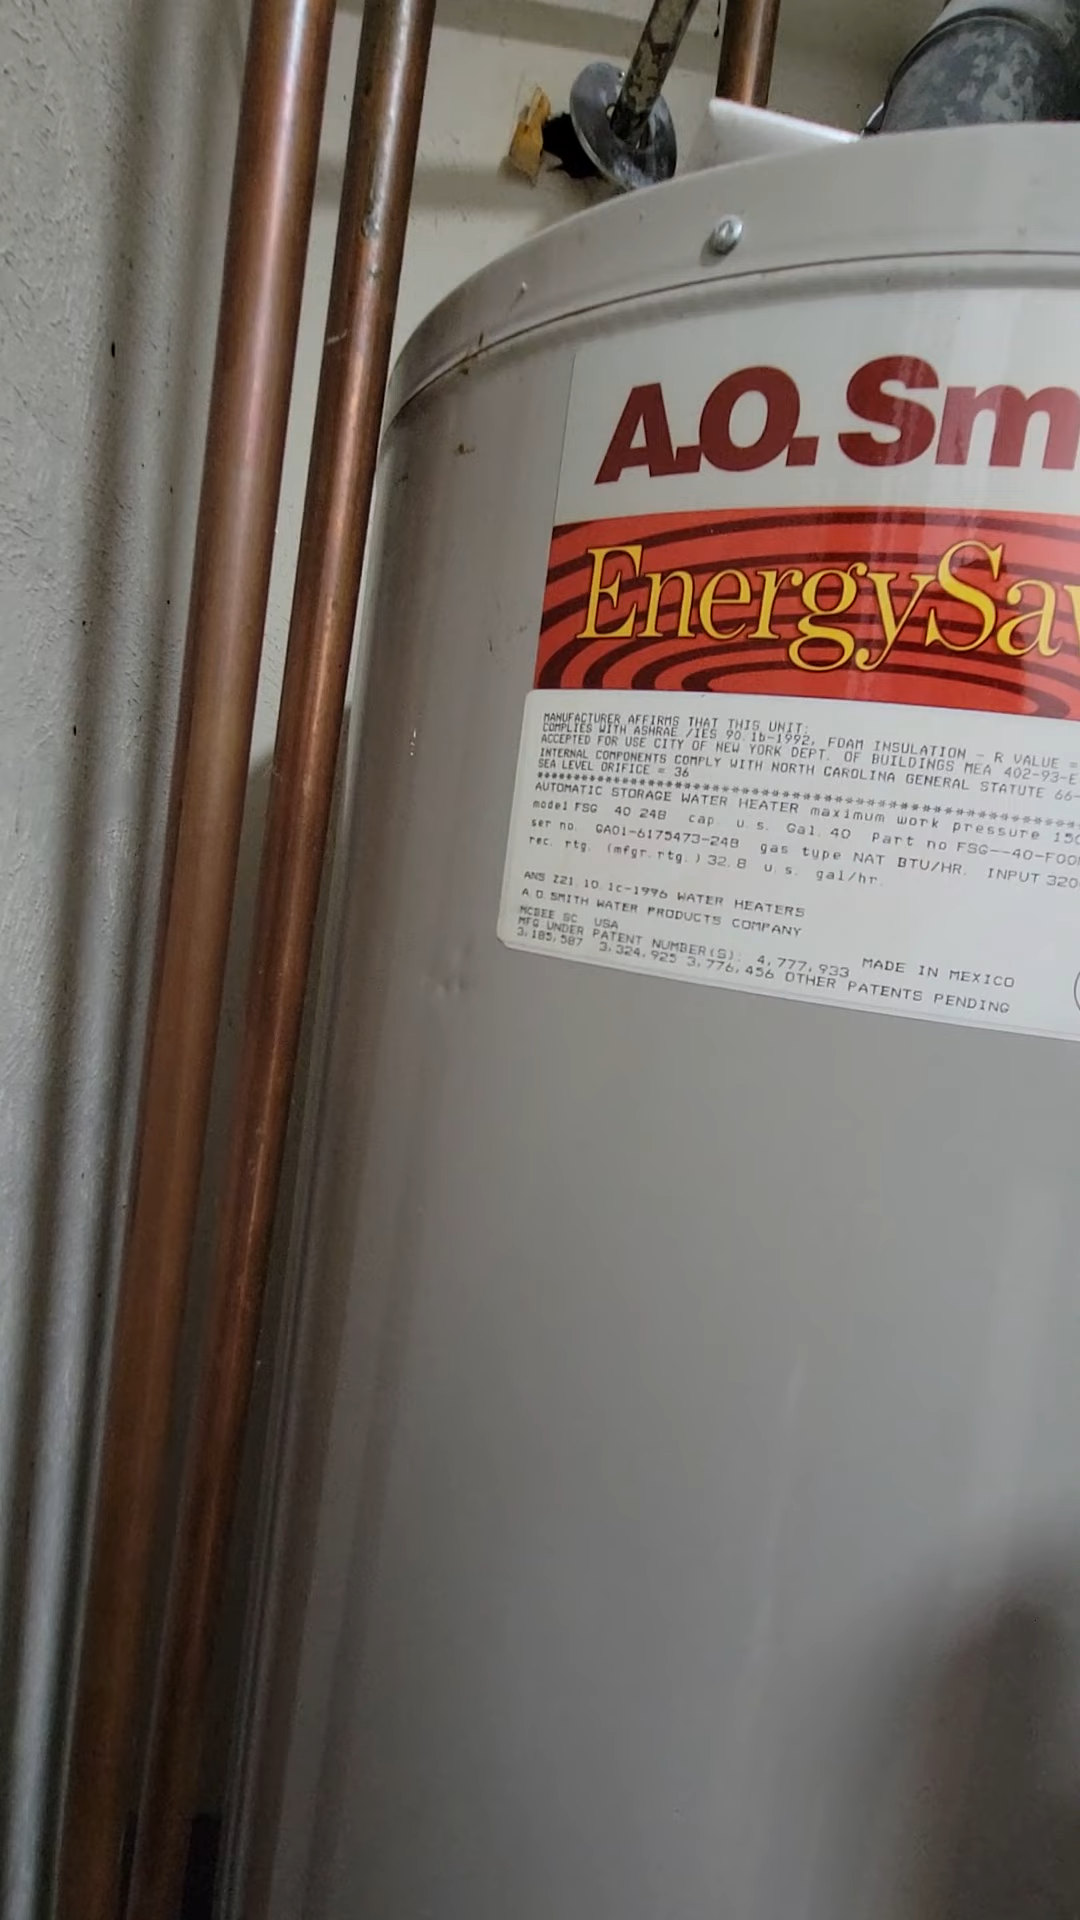 A.O. Sm
EnergySav
MANUFACTURER AFFIRMS THAT THIS UNIT:
COMPLIES WITH ASHRAE /IES 90.1b-1992, FOAM INSULATION - R VALUE =
ACCEPTED FOR USE CITY OF NEW YORK DEPT. OF BUILDINGS MEA 402-93-E
INTERNAL COMPONENTS COMPLY WITH NORTH CAROLINA GENERAL STATUTE 66-
SEA LEVEL ORIFICE = 36
AUTOMATIC STORAGE WATER HEATER maximum work pressure 150
model FSG 40 248 cap. u.s. Gal. 40 Part no FSG--40-F00
ser no. GA01-6175473-248 gas type NAT BTU/HR. INPUT 320
rec. rtg. (mfgr.rtg.) 32.8 u.s. gal/hr.
ANS Z21.10.1c-1996 WATER HEATERS
A.O SMITH WATER PRODUCTS COMPANY
MCBEE SC USA
MFG UNDER PATENT NUMBER(S): 4,777,933 MADE IN MEXICO
3,185,587 3,324,925 3,776,456 OTHER PATENTS PENDING